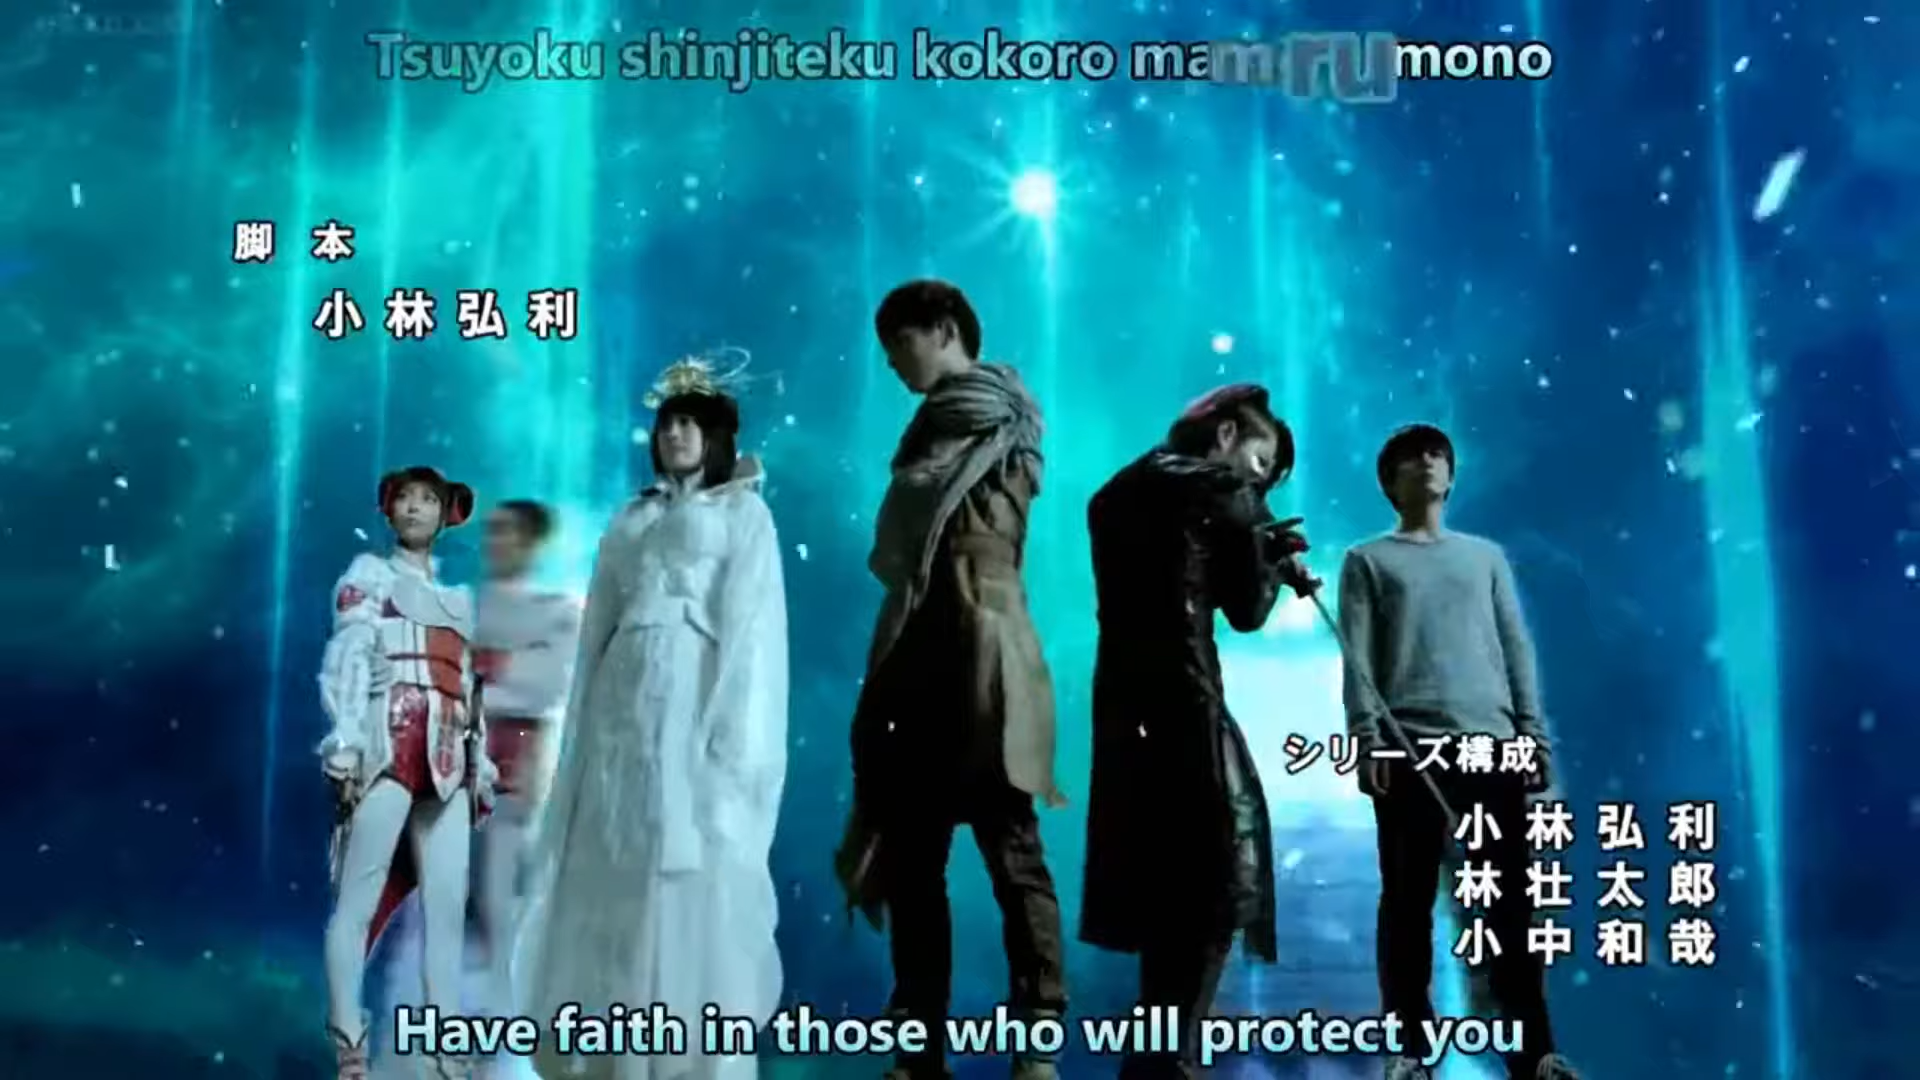 Tsuyoku shinjiteku kokoro mamoru mono
脚本
小林弘利
シリーズ構成
小林弘利
林壮太郎
小中和哉
Have faith in those who will protect you